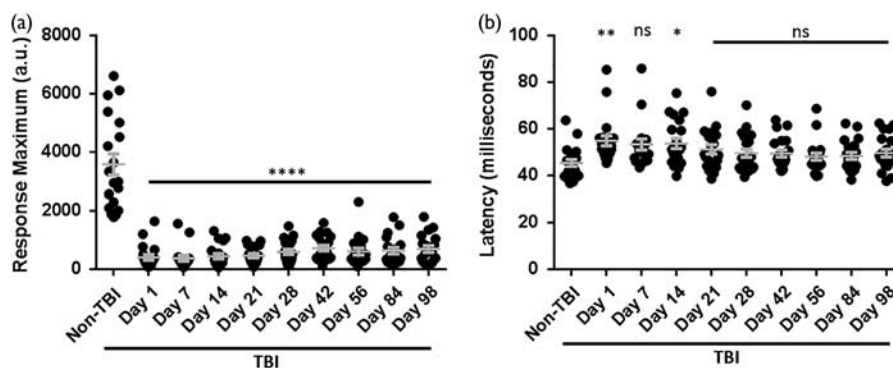 (a)
Response Maximum (a.u.)
8000
6000
4000
2000
0
****
Non-TBI
Day 1
Day 7
Day 14
Day 21
Day 28
Day 42
Day 56
Day 84
Day 98
TBI
(b)
Latency (milliseconds)
100
80
60
40
20
0
**
ns
*
ns
Non-TBI
Day 1
Day 7
Day 14
Day 21
Day 28
Day 42
Day 56
Day 84
Day 98
TBI